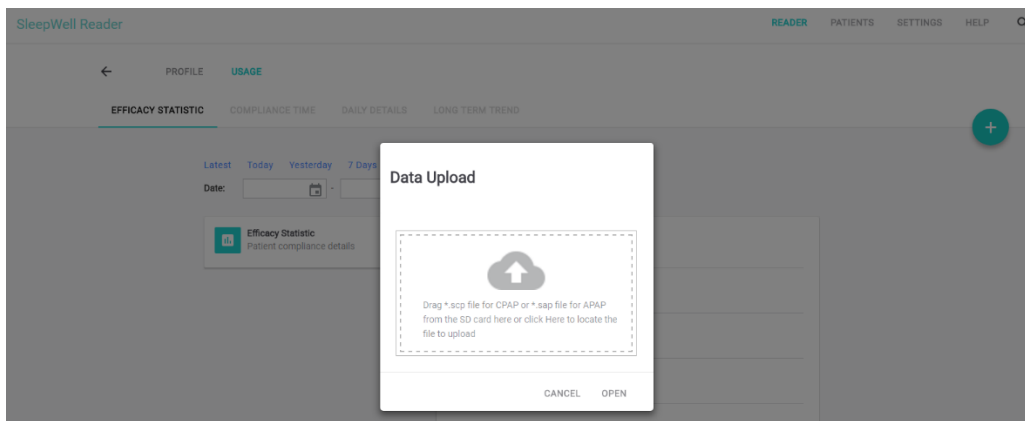 SleepWell Reader
READER PATIENTS SETTINGS HELP
PROFILE USAGE
EFFICACY STATISTIC COMPLIANCE TIME DAILY DETAILS LONG TERM TREND
Latest Today Yesterday 7 Days
Date: -
Efficacy Statistic
Patient compliance details
Data Upload
Drag *.scp file for CPAP or *.sap file for APAP
from the SD card here or click Here to locate the
file to upload
CANCEL OPEN